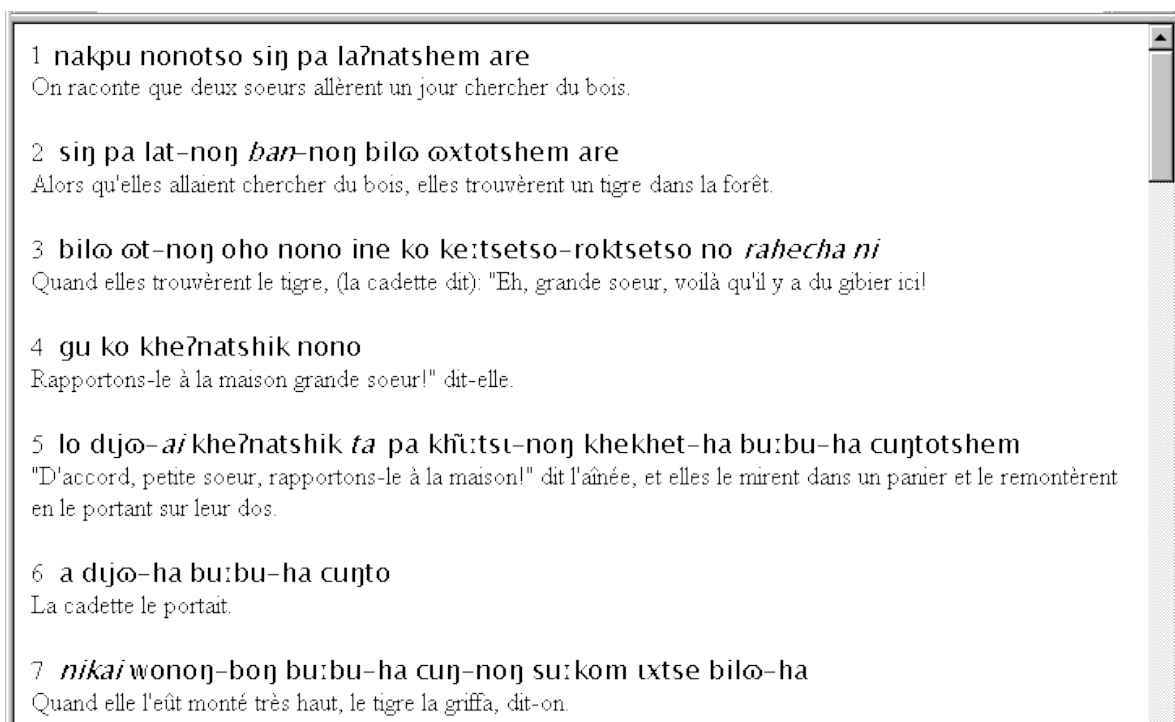 1 nakpu nonotso siŋ pa laʔnatshem are
On raconte que deux soeurs allèrent un jour chercher du bois.
2 siŋ pa lat-noŋ ban-noŋ bilɷ ɷxtotshem are
Alors qu'elles allaient chercher du bois, elles trouvèrent un tigre dans la forêt.
3 bilɷ ɷt-noŋ oho nono ine ko keːtsetso-roktsetso no rahecha ni
Quand elles trouvèrent le tigre, (la cadette dit): "Eh, grande soeur, voilà qu'il y a du gibier ici!
4 gu ko kheʔnatshik nono
Rapportons-le à la maison grande soeur!" dit-elle.
5 lo dɩjɷ-ai kheʔnatshik ta pa khɩ̃ːtsɩ-noŋ khekhet-ha buːbu-ha cuŋtotshem
"D'accord, petite soeur, rapportons-le à la maison!" dit l'aînée, et elles le mirent dans un panier et le remontèrent
en le portant sur leur dos.
6 a dɩjɷ-ha buːbu-ha cuŋto
La cadette le portait.
7 nikai wonoŋ-boŋ buːbu-ha cuŋ-noŋ suːkom ɩxtse bilɷ-ha
Quand elle l'eût monté très haut, le tigre la griffa, dit-on.